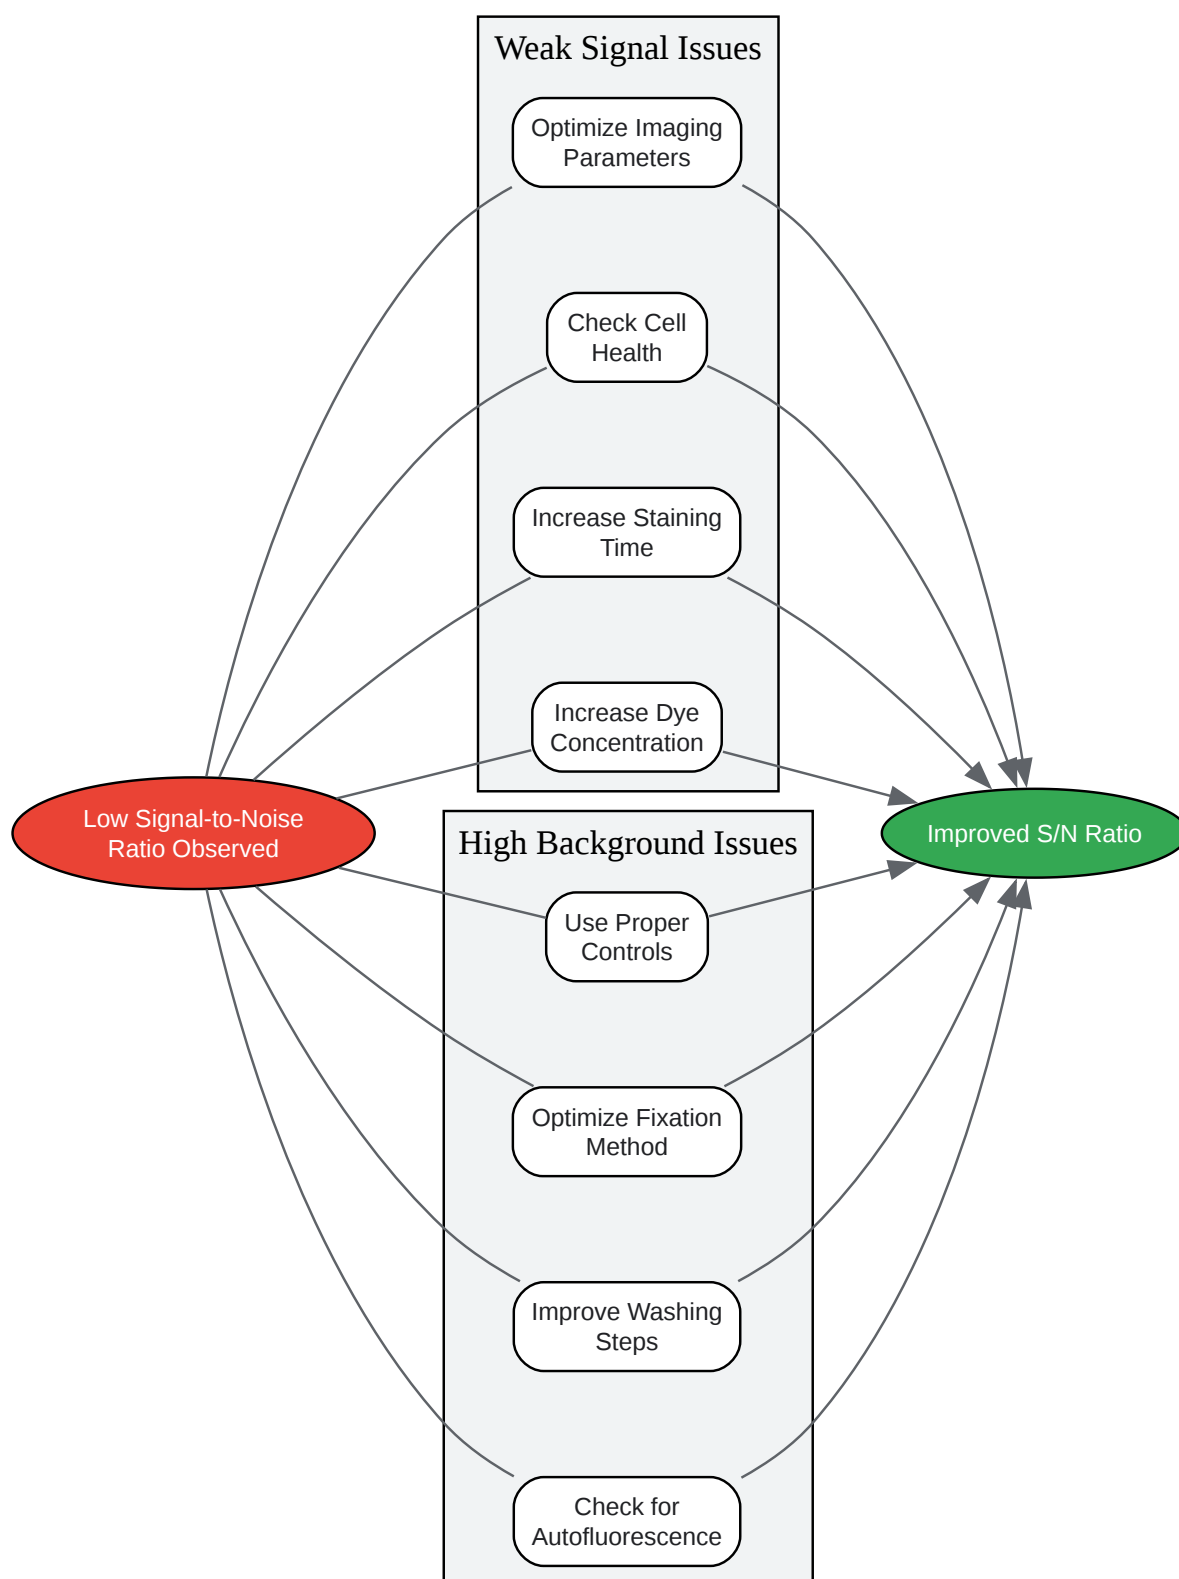 Weak Signal Issues
Optimize Imaging
Parameters
Check Cell
Health
Increase Staining
Time
Increase Dye
Concentration
Low Signal-to-Noise
Ratio Observed
Improved S/N Ratio
High Background Issues
Use Proper
Controls
Optimize Fixation
Method
Improve Washing
Steps
Check for
Autofluorescence